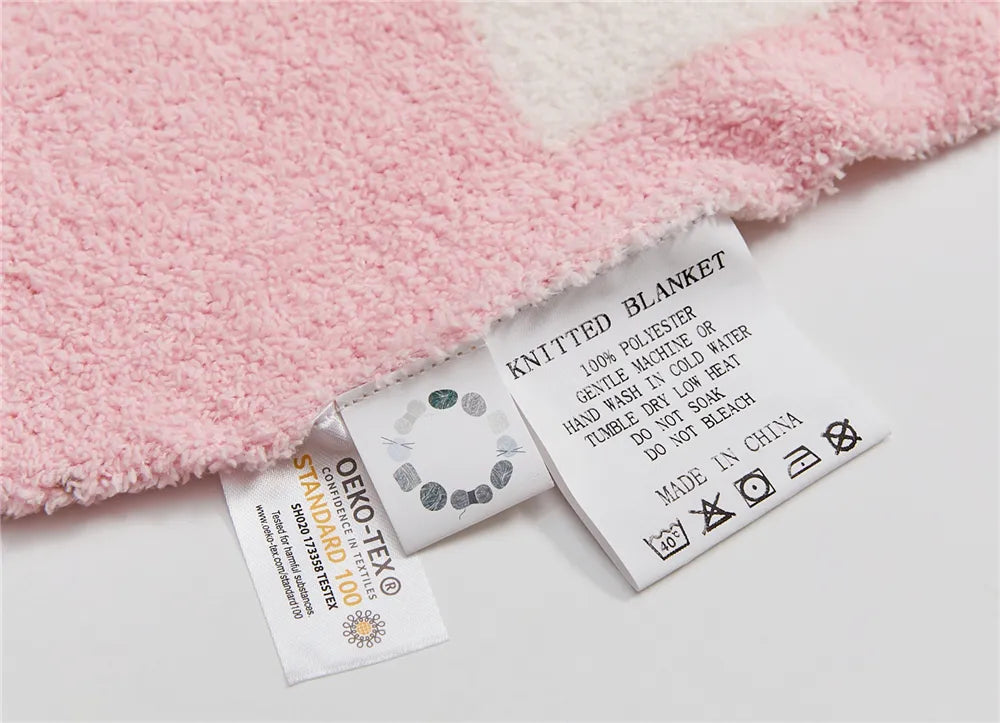 KNITTED BLANKET
100% POLYESTER
GENTLE MACHINE OR
HAND WASH IN COLD WATER
TUMBLE DRY LOW HEAT
DO NOT SOAK
DO NOT BLEACH
MADE IN CHINA
40℃
OEKO-TEX®
CONFIDENCE IN TEXTILES
STANDARD 100
SH020 173358 TESTEX
Tested for harmful substances.
www.oeko-tex.com/standard100